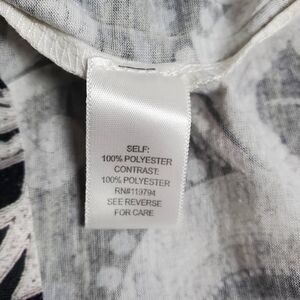 SELF:
100% POLYESTER
CONTRAST:
100% POLYESTER
RN#119794
SEE REVERSE
FOR CARE